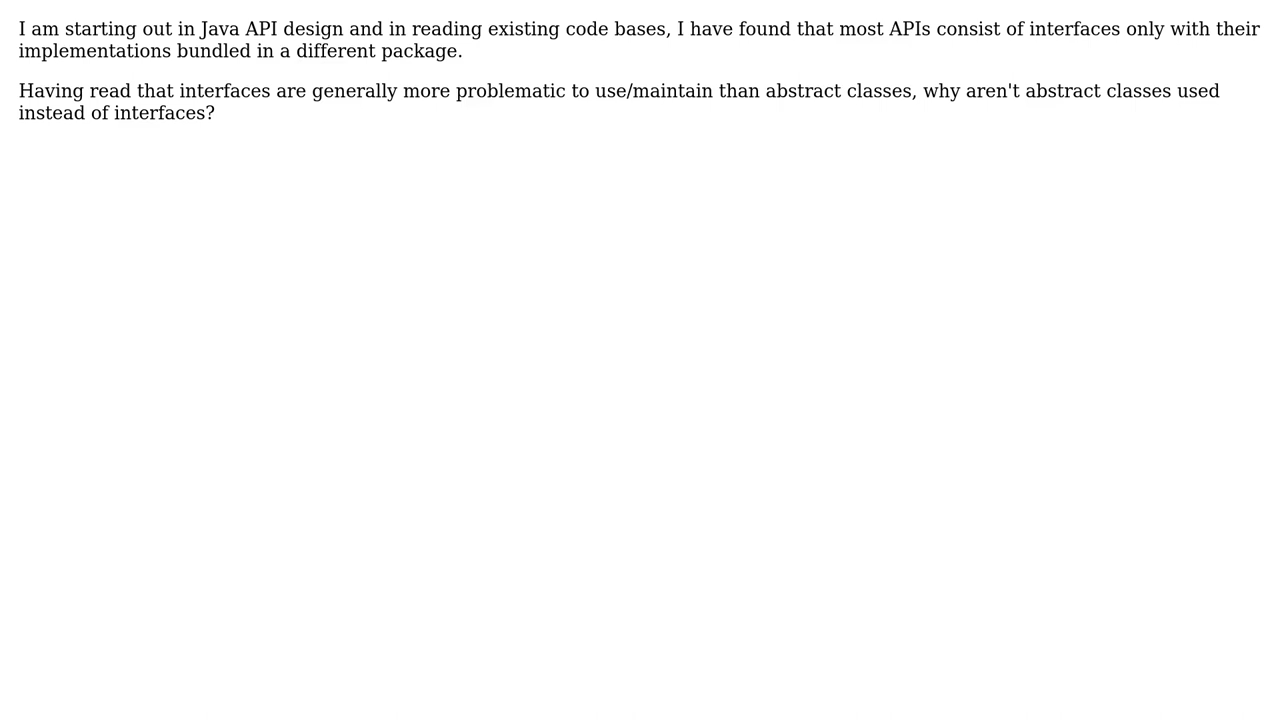 I am starting out in Java API design and in reading existing code bases, I have found that most APIs consist of interfaces only with their
implementations bundled in a different package.
Having read that interfaces are generally more problematic to use/maintain than abstract classes, why aren't abstract classes used
instead of interfaces?